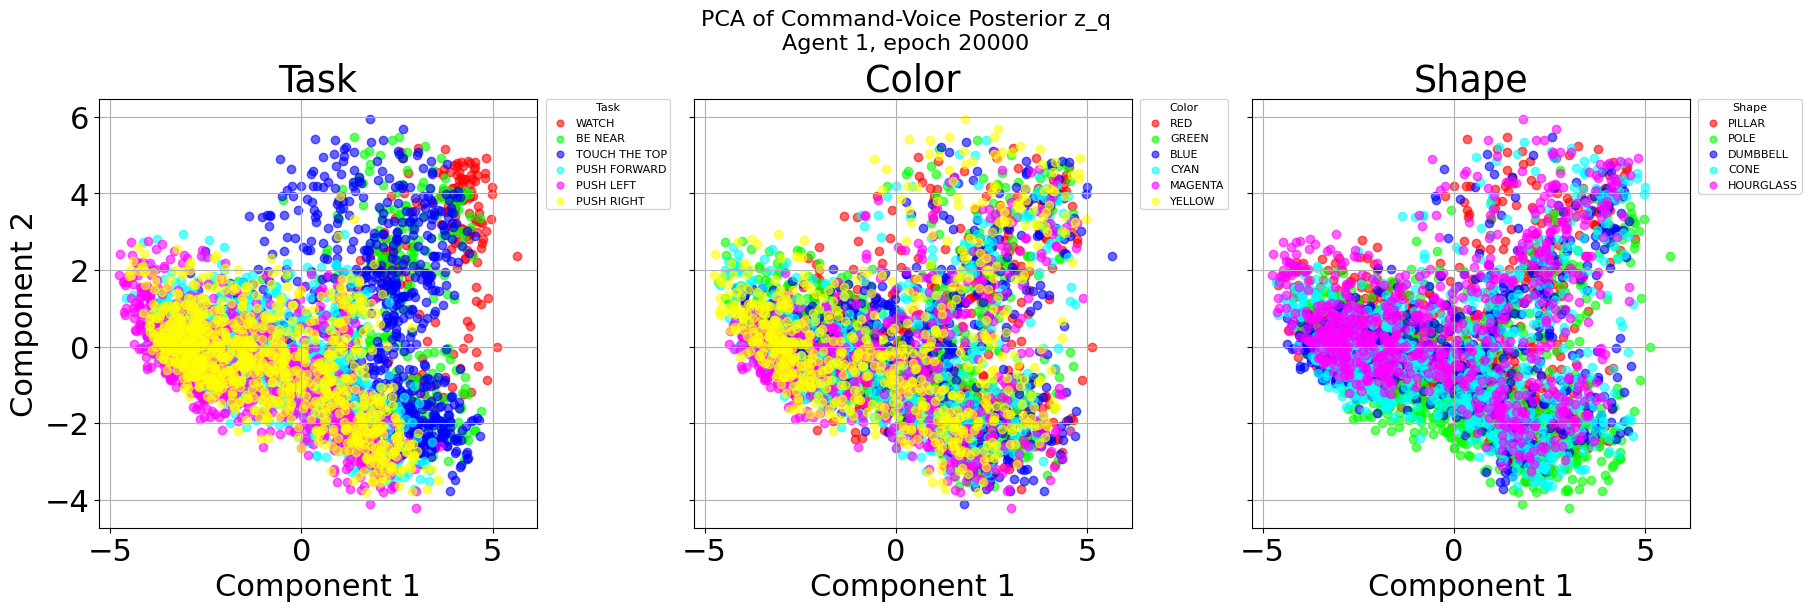 PCA of Command-Voice Posterior z_q
Agent 1, epoch 20000
Task
Component 2
6
4
2
0
−2
−4
−5
0
5
Component 1
Task
WATCH
BE NEAR
TOUCH THE TOP
PUSH FORWARD
PUSH LEFT
PUSH RIGHT
Color
−5
0
5
Component 1
Color
RED
GREEN
BLUE
CYAN
MAGENTA
YELLOW
Shape
−5
0
5
Component 1
Shape
PILLAR
POLE
DUMBBELL
CONE
HOURGLASS